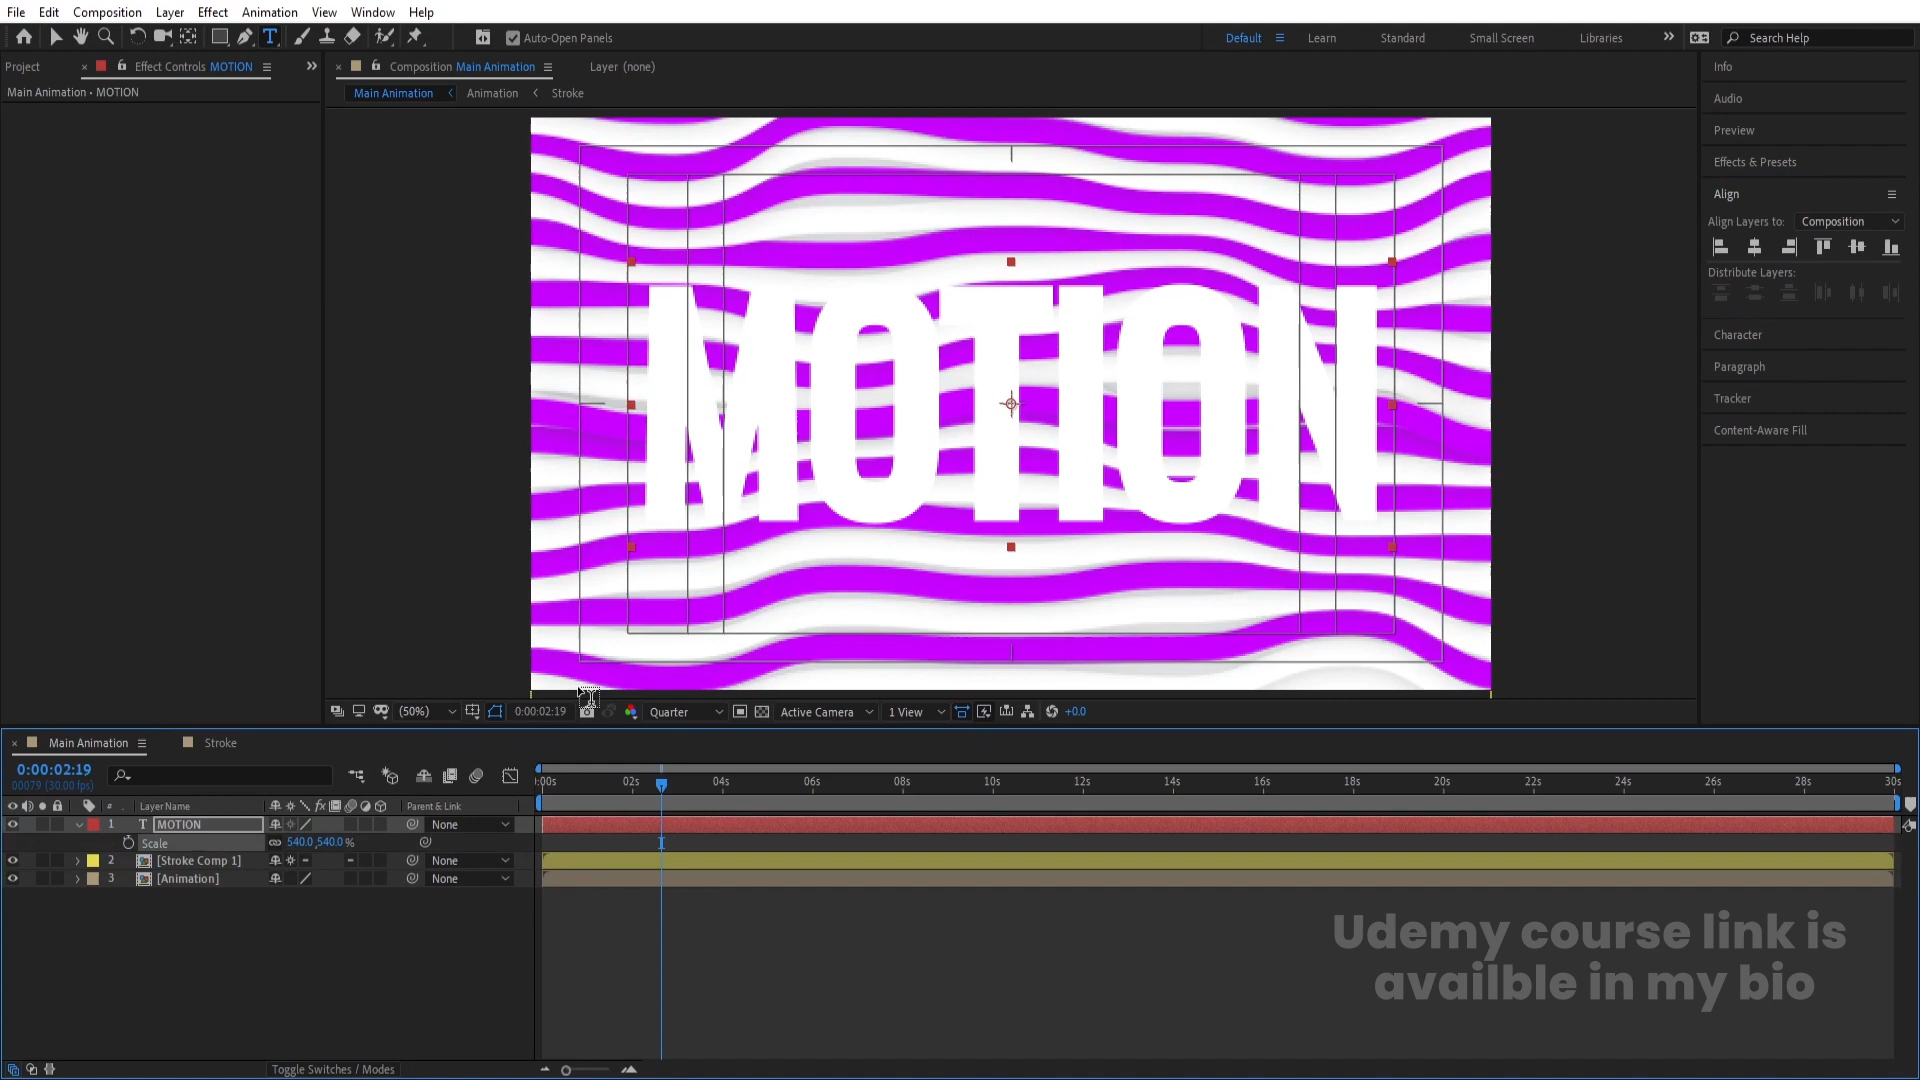 File Edit Composition Layer Effect Animation View Window Help
Auto-Open Panels
Default Learn Standard Small Screen Libraries Search Help
Project Effect Controls MOTION
Main Animation • MOTION
Composition Main Animation Layer (none)
Main Animation Animation Stroke
Info
Audio
Preview
Effects & Presets
Align
Align Layers to: Composition
Distribute Layers:
Character
Paragraph
Tracker
Content-Aware Fill
MOTION
(50%) 0:00:02:19 Quarter Active Camera 1 View +0.0
Main Animation Stroke
0:00:02:19
00079 (30.00 fps)
:00s 02s 04s 06s 08s 10s 12s 14s 16s 18s 20s 22s 24s 26s 28s 30s
# Layer Name Parent & Link
1 T MOTION None
Scale 540.0,540.0 %
2 [Stroke Comp 1] None
3 [Animation] None
Udemy course link is
availble in my bio
Toggle Switches / Modes